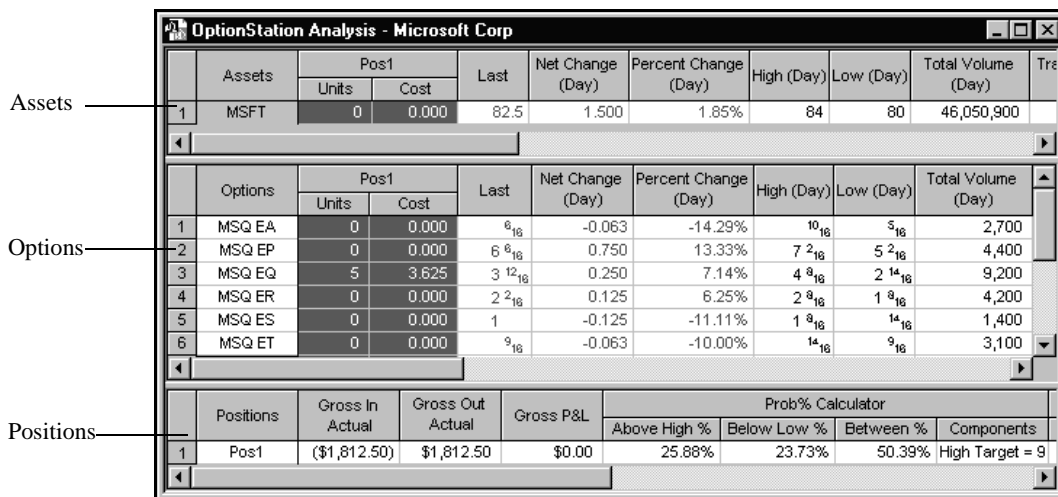 OptionStation Analysis - Microsoft Corp
Assets
Assets Pos1 Last Net Change (Day) Percent Change (Day) High (Day) Low (Day) Total Volume (Day) Tra
Units Cost
1 MSFT 0 0.000 82.5 1.500 1.85% 84 80 46,050,900
Options
Options Pos1 Last Net Change (Day) Percent Change (Day) High (Day) Low (Day) Total Volume (Day)
Units Cost
1 MSQ EA 0 0.000 6/16 -0.063 -14.29% 10/16 5/16 2,700
2 MSQ EP 0 0.000 6 6/16 0.750 13.33% 7 2/16 5 2/16 4,400
3 MSQ EQ 5 3.625 3 12/16 0.250 7.14% 4 8/16 2 14/16 9,200
4 MSQ ER 0 0.000 2 2/16 0.125 6.25% 2 8/16 1 8/16 4,200
5 MSQ ES 0 0.000 1 -0.125 -11.11% 1 8/16 14/16 1,400
6 MSQ ET 0 0.000 9/16 -0.063 -10.00% 14/16 9/16 3,100
Positions
Positions Gross In Actual Gross Out Actual Gross P&L Prob% Calculator
Above High % Below Low % Between % Components
1 Pos1 ($1,812.50) $1,812.50 $0.00 25.88% 23.73% 50.39% High Target = 9